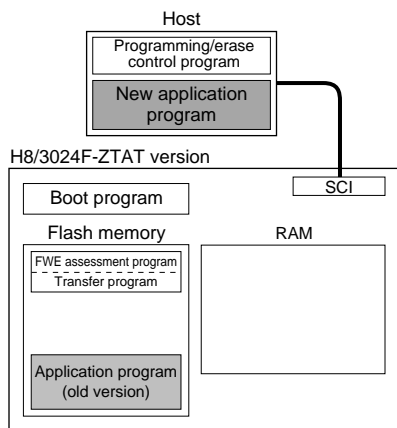 Host
Programming/erase
control program
New application
program
H8/3024F-ZTAT version
SCI
Boot program
Flash memory
RAM
FWE assessment program
Transfer program
Application program
(old version)